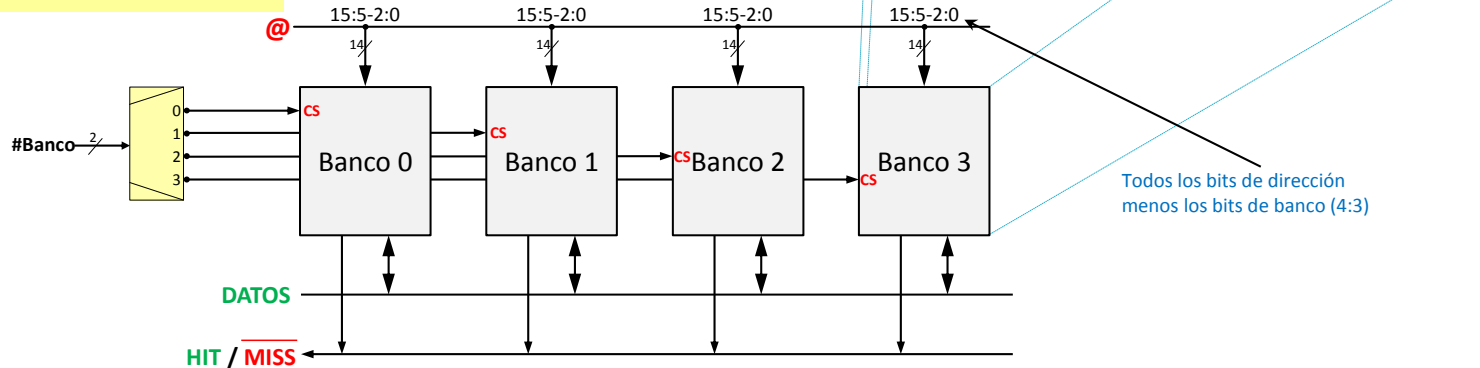 15:5-2:0 15:5-2:0 15:5-2:0 15:5-2:0
@
14 14 14 14
0 CS
1 CS
#Banco 2
2 CS
3 CS
Banco 0 Banco 1 Banco 2 Banco 3
Todos los bits de dirección
menos los bits de banco (4:3)
DATOS
HIT / MISS